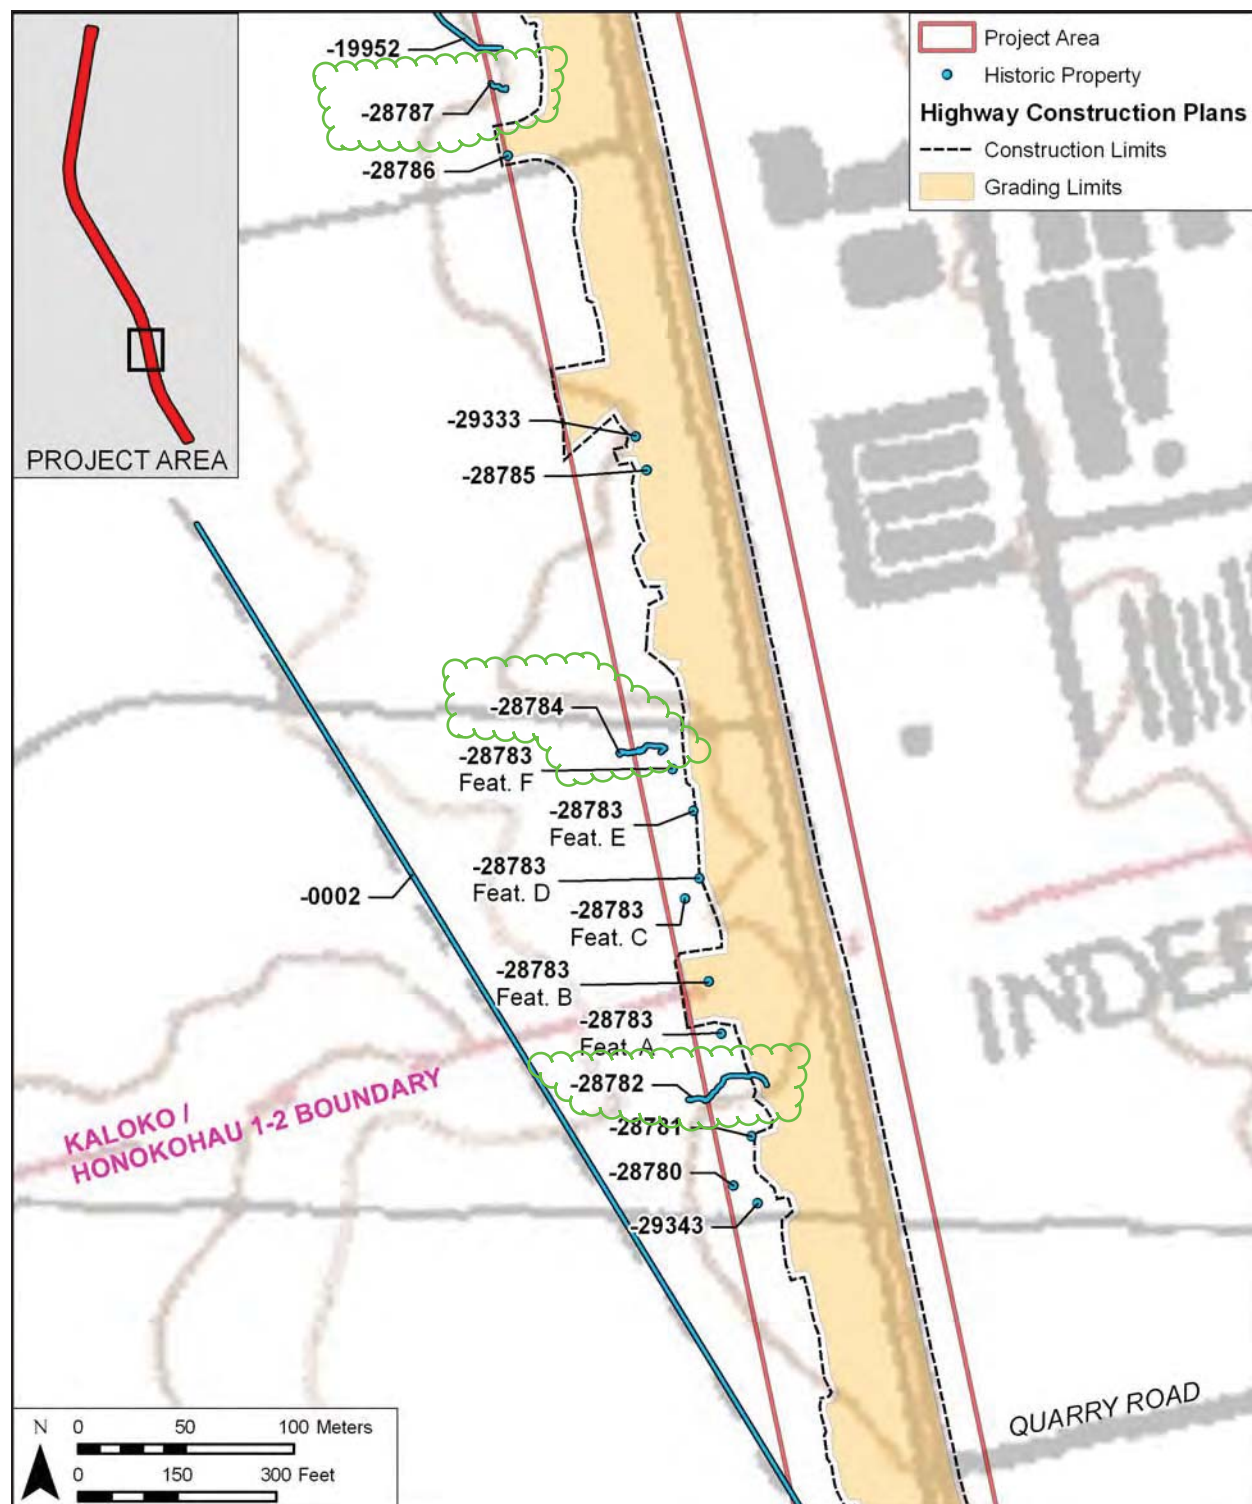 -19952
-28787
-28786
Project Area
Historic Property
Highway Construction Plans
Construction Limits
Grading Limits
PROJECT AREA
-29333
-28785
-28784
-28783
Feat. F
-28783
Feat. E
-28783
Feat. D
-0002
-28783
Feat. C
-28783
Feat. B
-28783
Feat. A
-28782
KALOKO /
HONOKOHAU 1-2 BOUNDARY
-28781
-28780
-29343
INDE
QUARRY ROAD
N
0 50 100 Meters
0 150 300 Feet